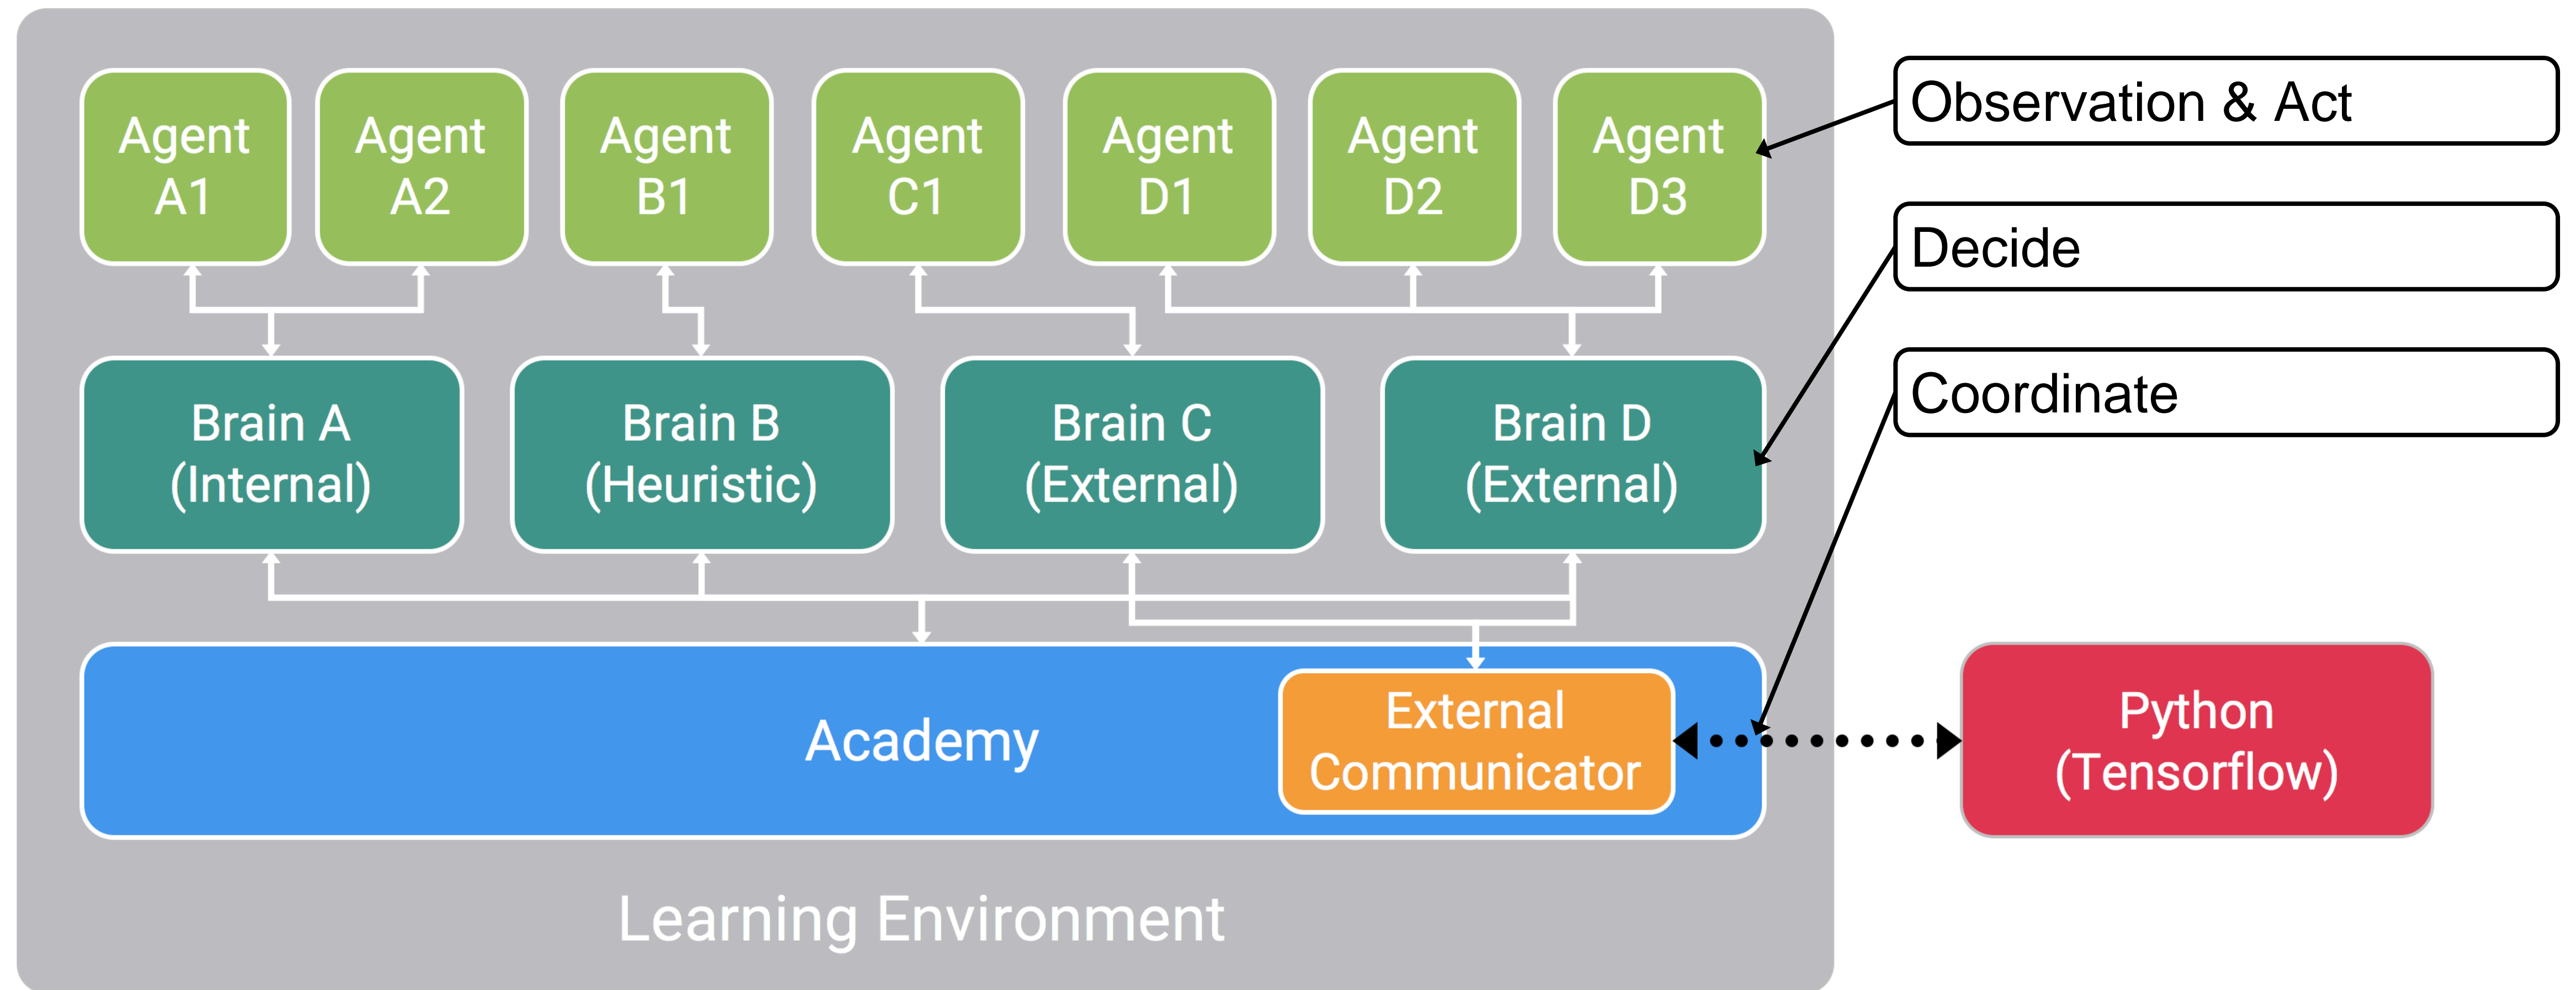 Agent
A1
Agent
A2
Agent
B1
Agent
C1
Agent
D1
Agent
D2
Agent
D3
Observation & Act
Decide
Coordinate
Brain A
(Internal)
Brain B
(Heuristic)
Brain C
(External)
Brain D
(External)
Academy
External
Communicator
Python
(Tensorflow)
Learning Environment